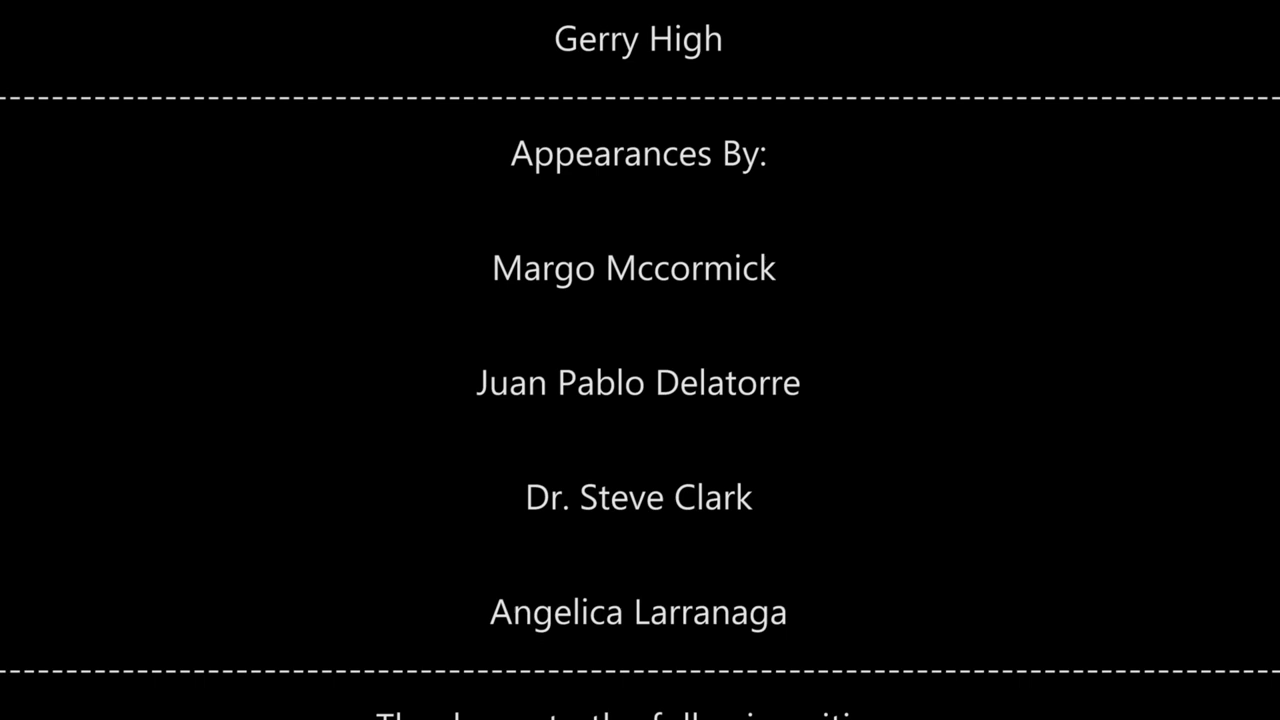 Gerry High
Appearances By:
Margo Mccormick
Juan Pablo Delatorre
Dr. Steve Clark
Angelica Larranaga